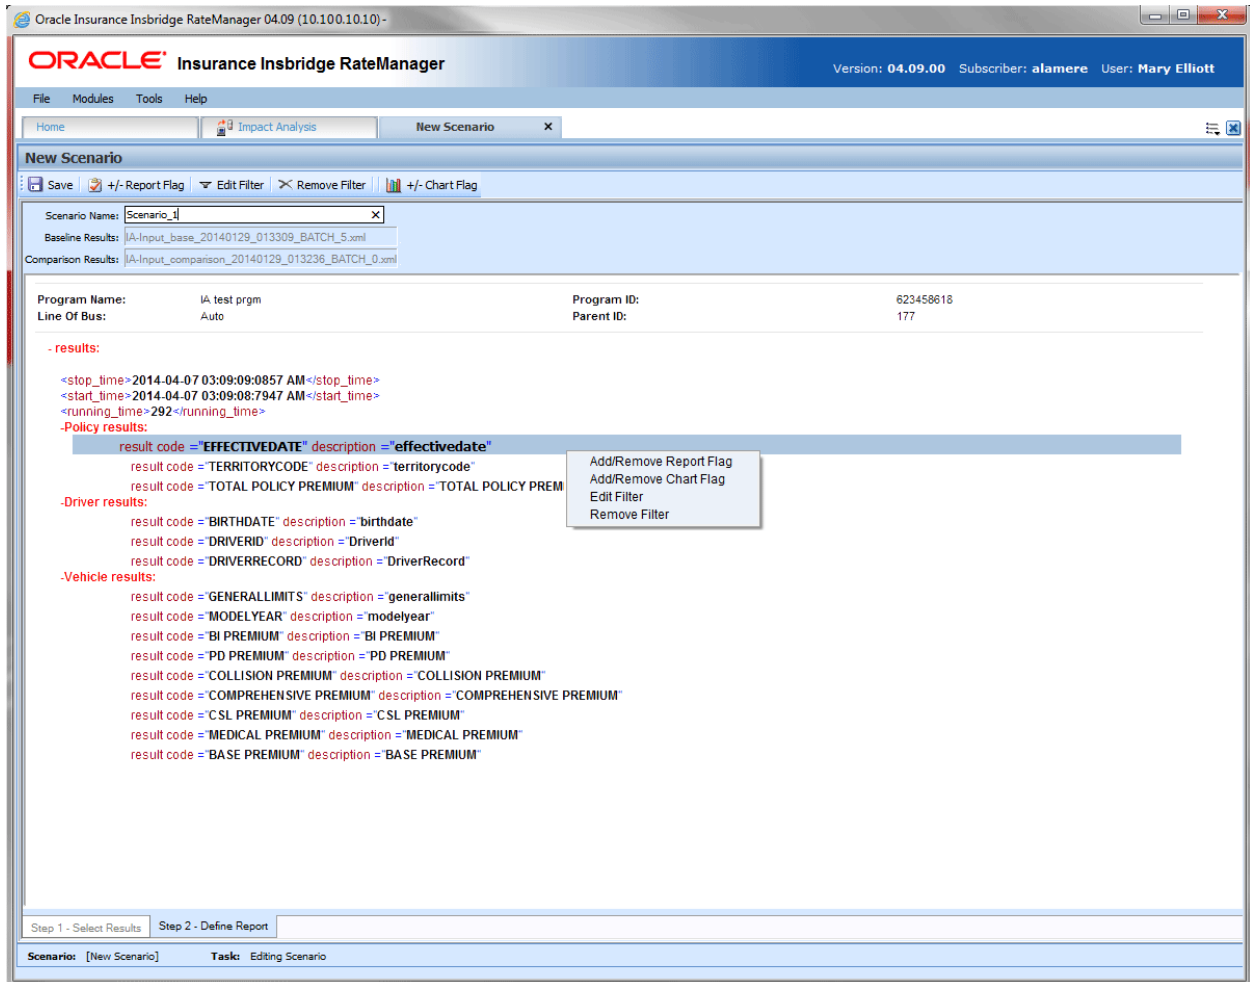 Oracle Insurance Insbridge RateManager 04.09 (10.100.10.10) -
ORACLE Insurance Insbridge RateManager
Version: 04.09.00 Subscriber: alamere User: Mary Elliott
File Modules Tools Help
Home Impact Analysis New Scenario
New Scenario
Save +/- Report Flag Edit Filter Remove Filter +/- Chart Flag
Scenario Name: Scenario_1
Baseline Results: IA-Input_base_20140129_013309_BATCH_5.xml
Comparison Results: IA-Input_comparison_20140129_013236_BATCH_0.xml
Program Name: IA test prgm Program ID: 623458618
Line Of Bus: Auto Parent ID: 177
- results:
<stop_time>2014-04-07 03:09:09:0857 AM</stop_time>
<start_time>2014-04-07 03:09:08:7947 AM</start_time>
<running_time>292</running_time>
-Policy results:
result code ="EFFECTIVEDATE" description ="effectivedate"
result code ="TERRITORYCODE" description ="territorycode"
result code ="TOTAL POLICY PREMIUM" description ="TOTAL POLICY PREMI
Add/Remove Report Flag
Add/Remove Chart Flag
Edit Filter
Remove Filter
-Driver results:
result code ="BIRTHDATE" description ="birthdate"
result code ="DRIVERID" description ="DriverId"
result code ="DRIVERRECORD" description ="DriverRecord"
-Vehicle results:
result code ="GENERALLIMITS" description ="generallimits"
result code ="MODELYEAR" description ="modelyear"
result code ="BI PREMIUM" description ="BI PREMIUM"
result code ="PD PREMIUM" description ="PD PREMIUM"
result code ="COLLISION PREMIUM" description ="COLLISION PREMIUM"
result code ="COMPREHENSIVE PREMIUM" description ="COMPREHENSIVE PREMIUM"
result code ="CSL PREMIUM" description ="CSL PREMIUM"
result code ="MEDICAL PREMIUM" description ="MEDICAL PREMIUM"
result code ="BASE PREMIUM" description ="BASE PREMIUM"
Step 1 - Select Results Step 2 - Define Report
Scenario: [New Scenario] Task: Editing Scenario